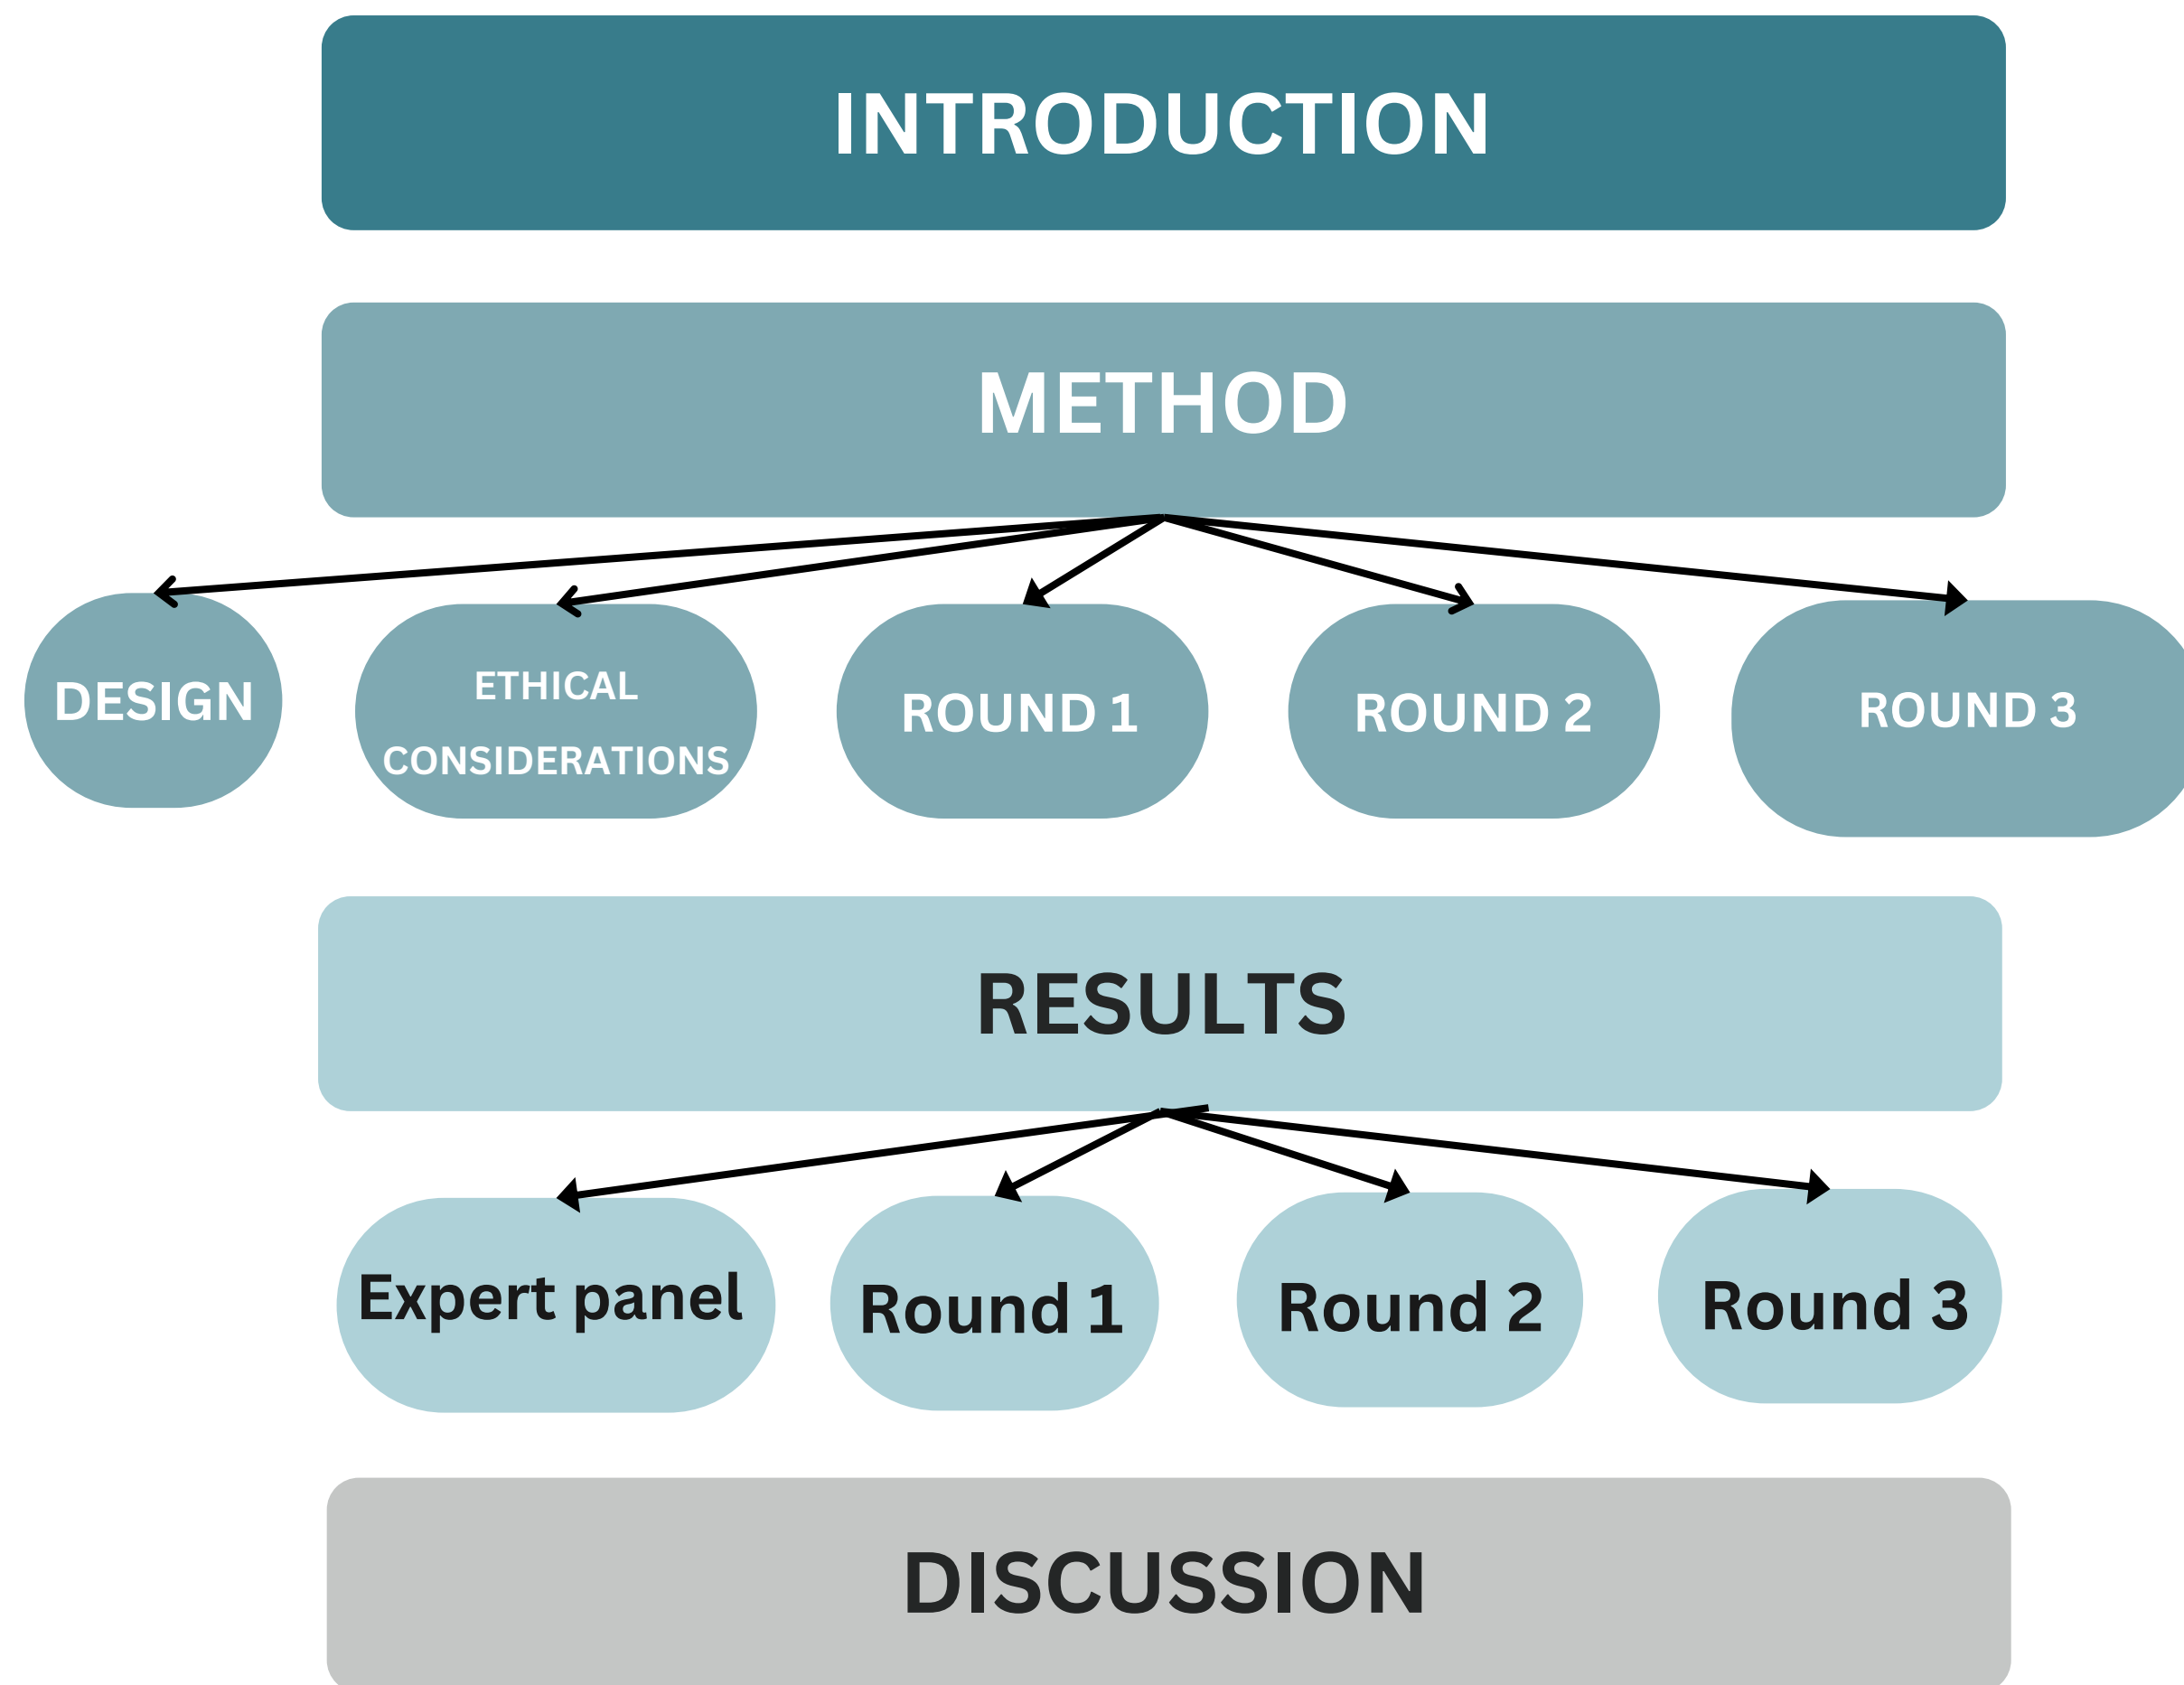 INTRODUCTION
METHOD
DESIGN
ETHICAL
CONSIDERATIONS
ROUND 1
ROUND 2
ROUND 3
RESULTS
Expert panel
Round 1
Round 2
Round 3
DISCUSSION